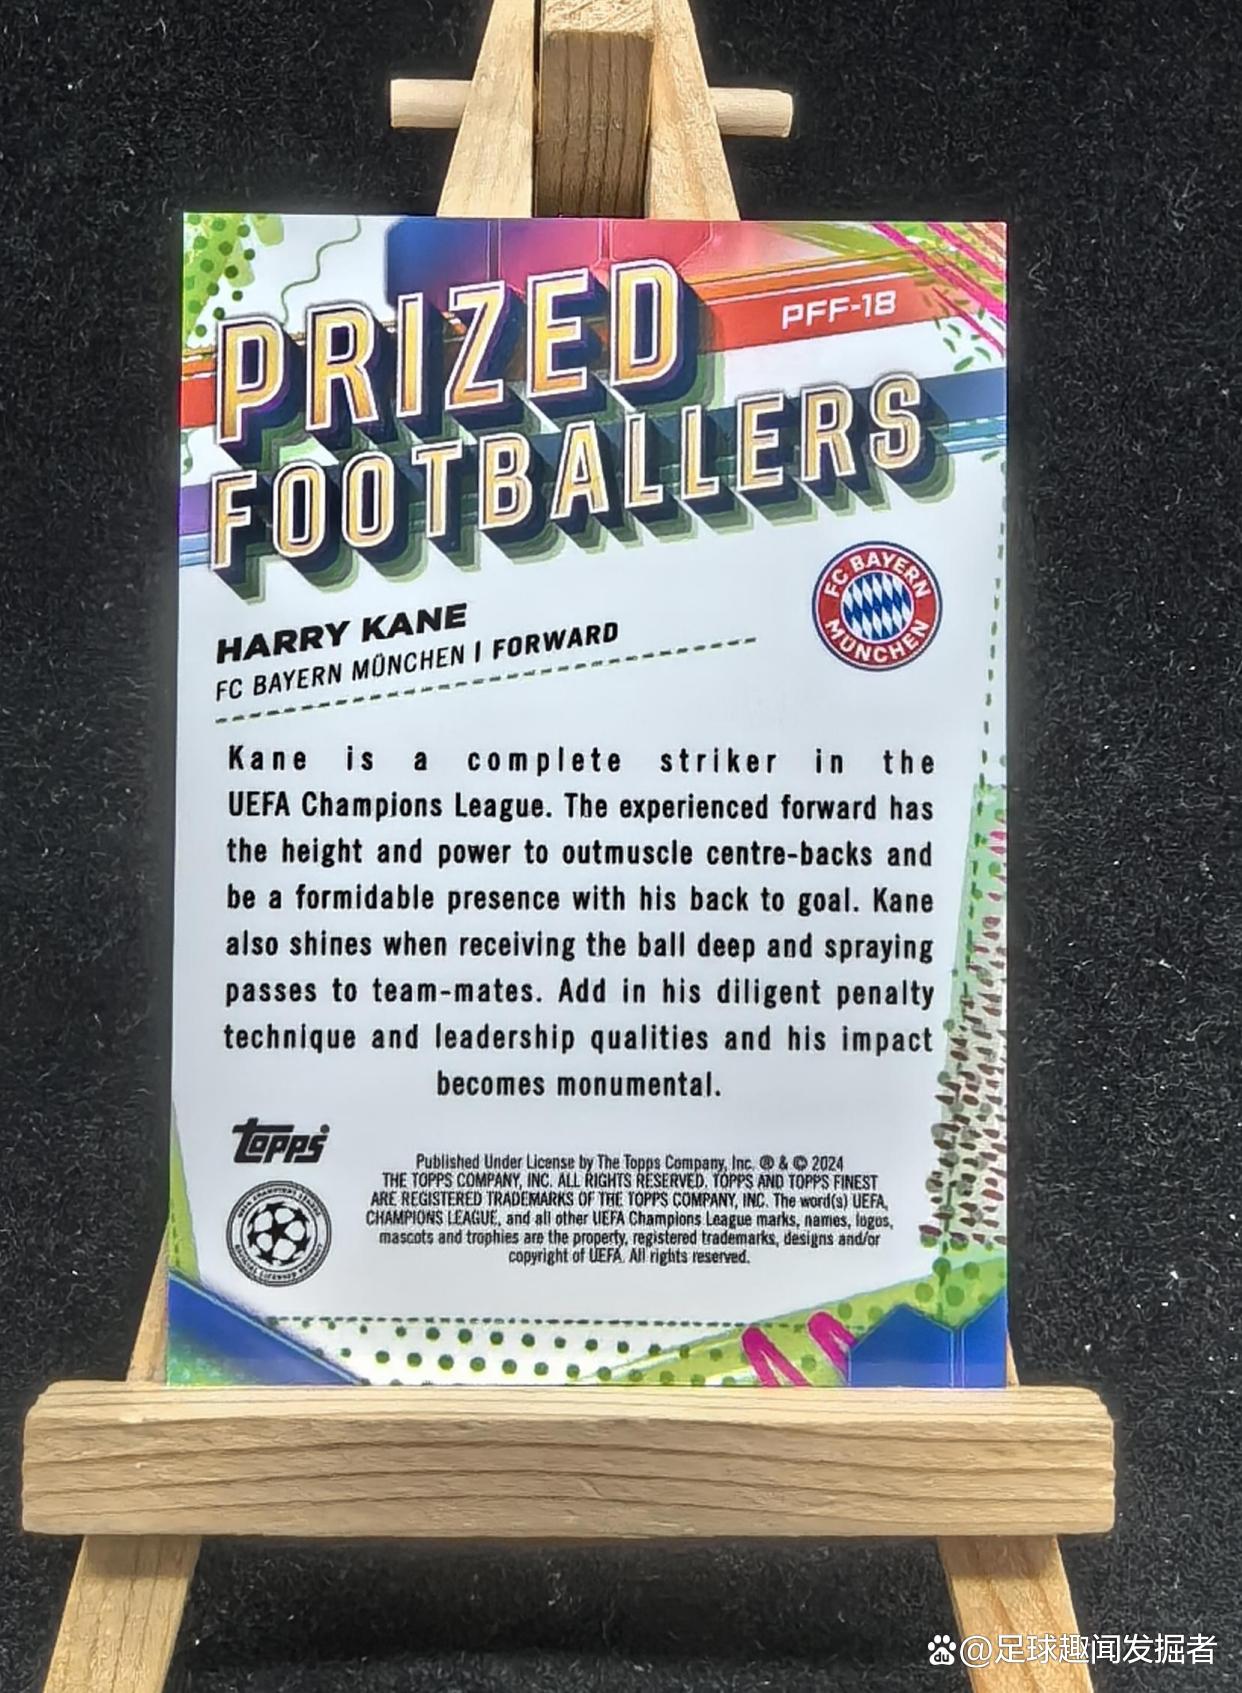 PRIZED
PFF-18
FOOTBALLERS
FC BAYERN
MÜNCHEN
HARRY KANE
FC BAYERN MÜNCHEN | FORWARD
Kane is a complete striker in the
UEFA Champions League. The experienced forward has
the height and power to outmuscle centre-backs and
be a formidable presence with his back to goal. Kane
also shines when receiving the ball deep and spraying
passes to team-mates. Add in his diligent penalty
technique and leadership qualities and his impact
becomes monumental.
Topps
Published Under License by The Topps Company, Inc. ® & © 2024
THE TOPPS COMPANY, INC. ALL RIGHTS RESERVED. TOPPS AND TOPPS FINEST
ARE REGISTERED TRADEMARKS OF THE TOPPS COMPANY, INC. The word(s) UEFA,
CHAMPIONS LEAGUE, and all other UEFA Champions League marks, names, logos,
mascots and trophies are the property, registered trademarks, designs and/or
copyright of UEFA. All rights reserved.
du @足球趣闻发掘者